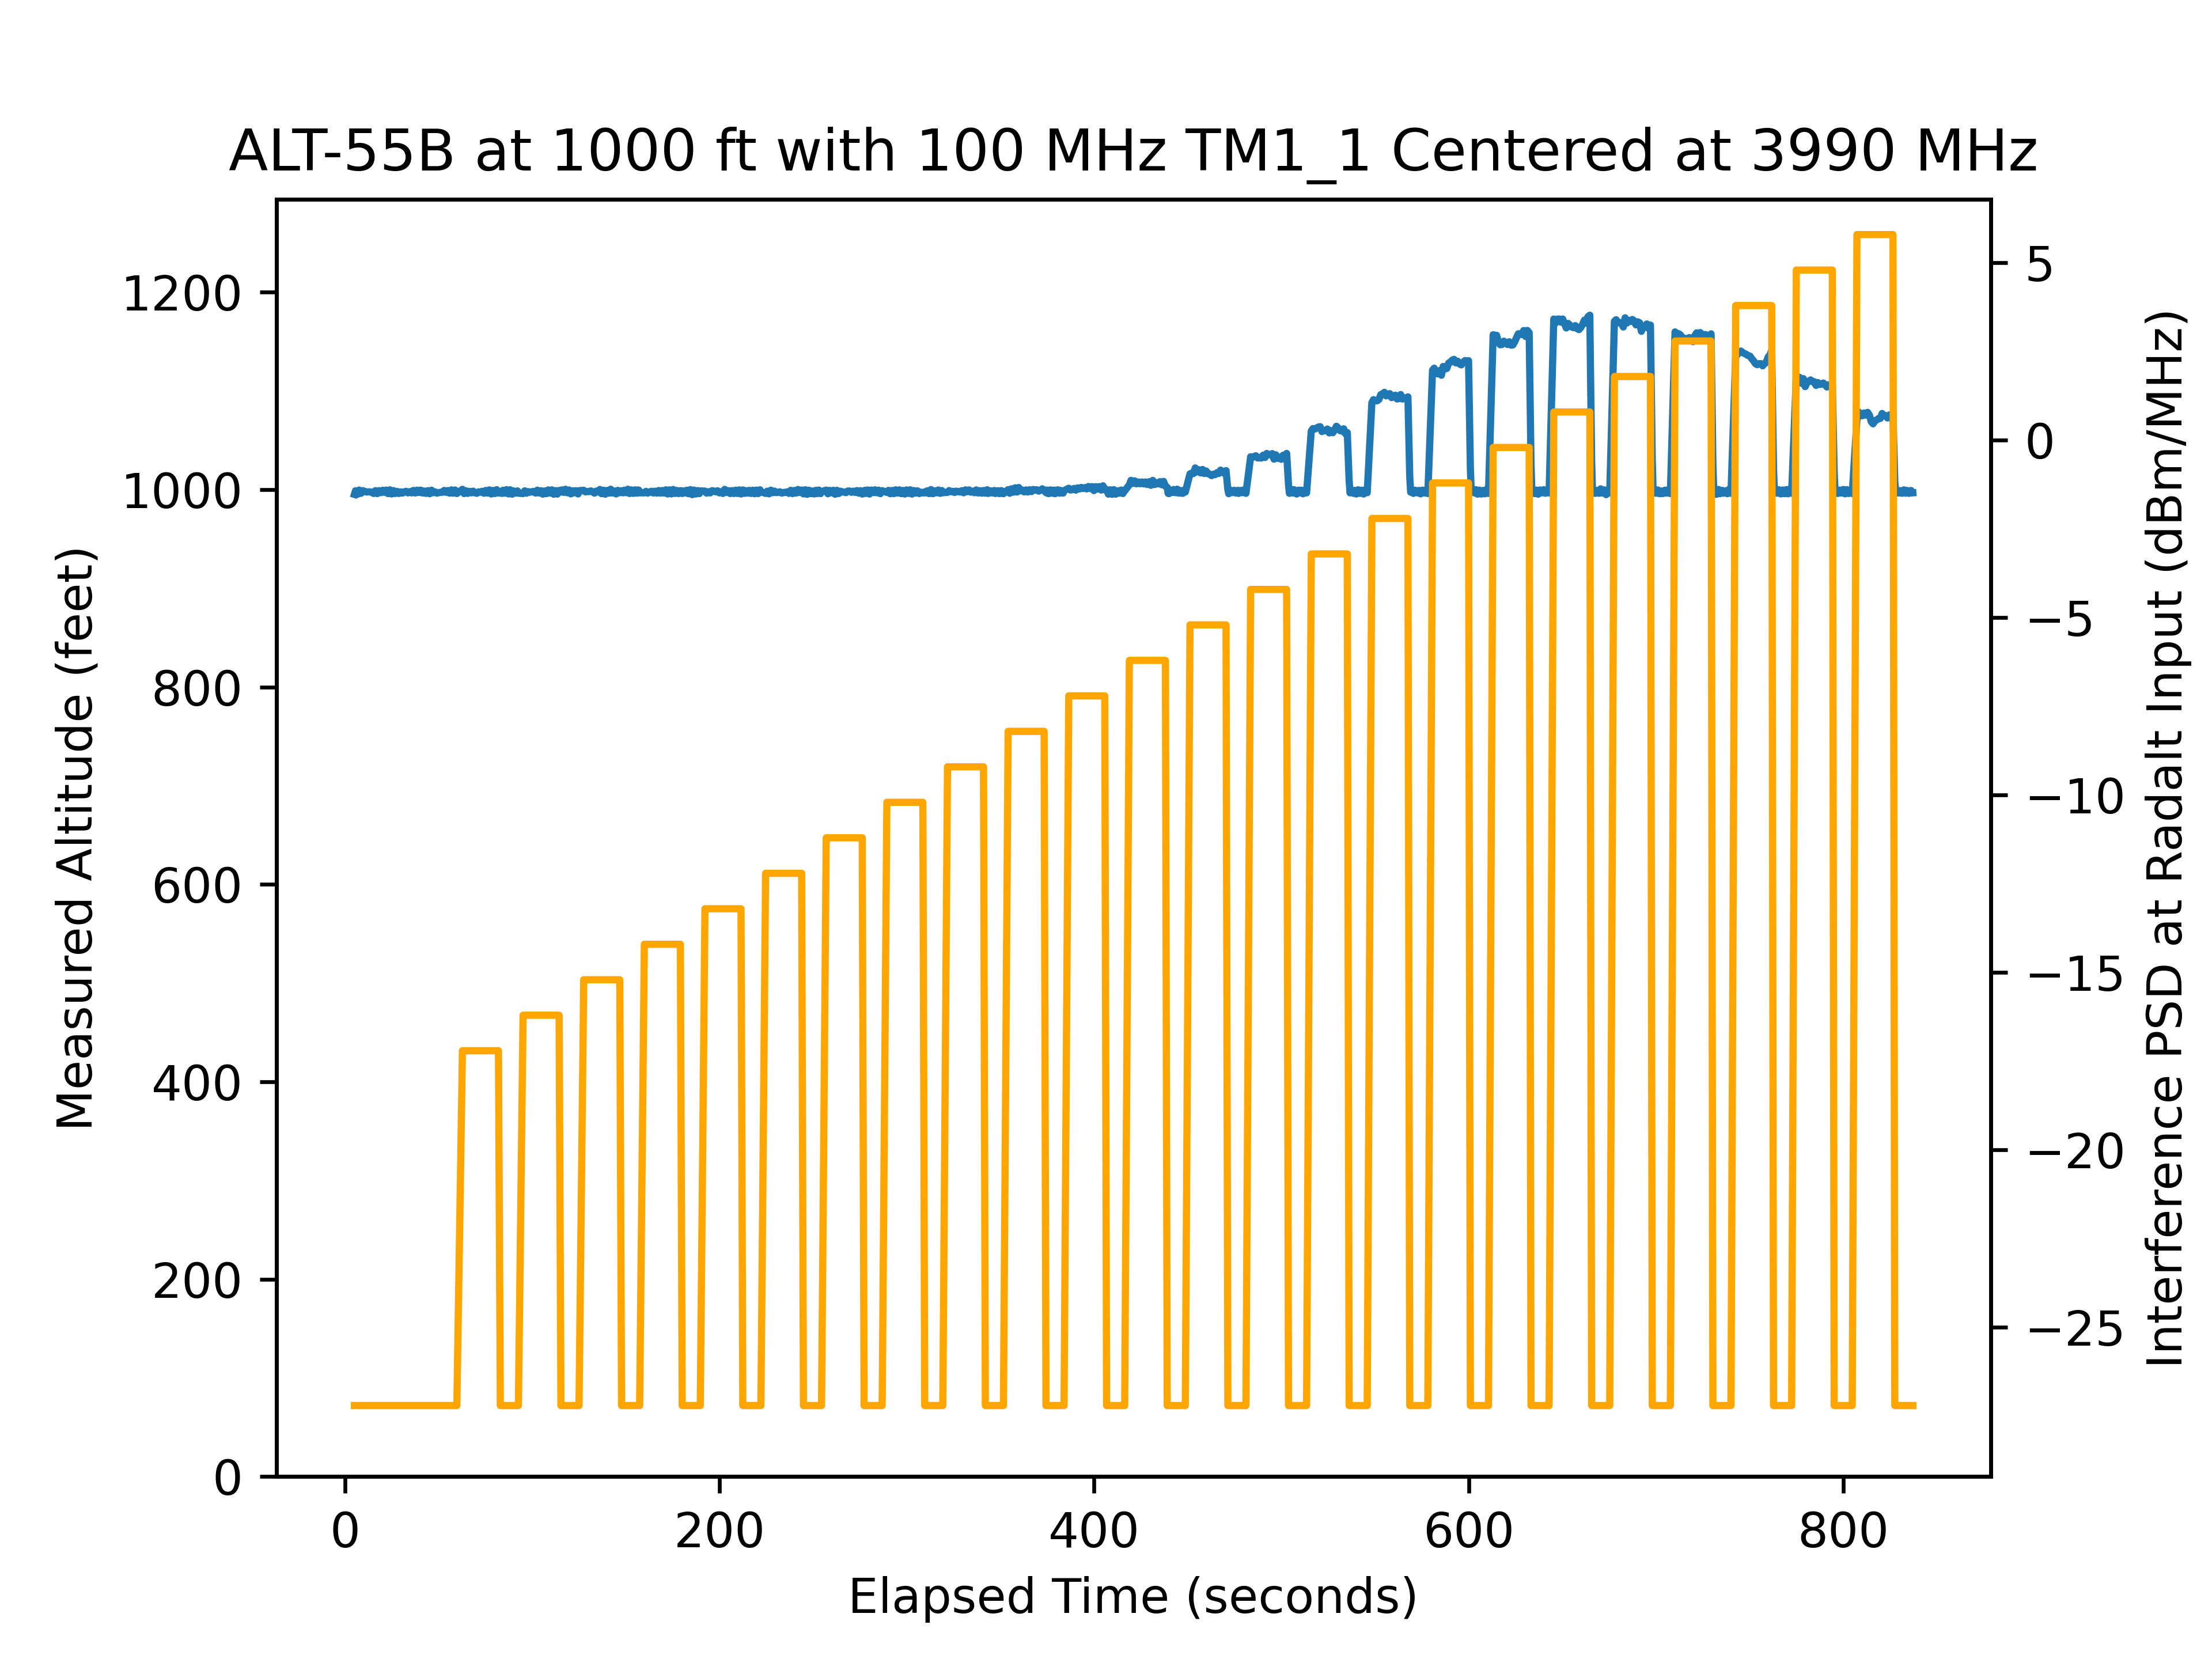 ALT-55B at 1000 ft with 100 MHz TM1_1 Centered at 3990 MHz
Measured Altitude (feet)
1200
1000
800
600
400
200
0
5
0
−5
−10
−15
−20
−25
Interference PSD at Radalt Input (dBm/MHz)
0 200 400 600 800
Elapsed Time (seconds)